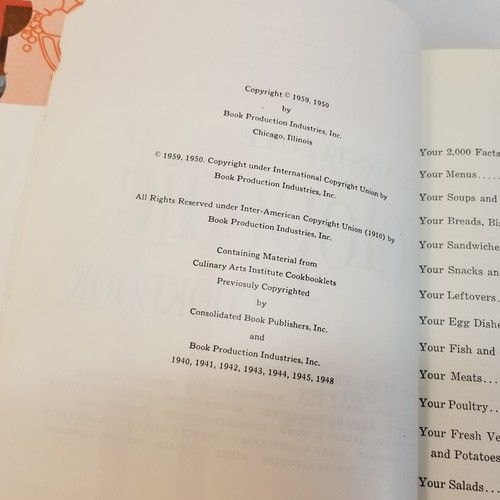 Copyright © 1959, 1950
by
Book Production Industries, Inc.
Chicago, Illinois
© 1959, 1950. Copyright under International Copyright Union by
Book Production Industries, Inc.
All Rights Reserved under Inter-American Copyright Union (1910) by
Book Production Industries, Inc.
Containing Material from
Culinary Arts Institute Cookbooklets
Previosuly Copyrighted
by
Consolidated Book Publishers, Inc.
and
Book Production Industries, Inc.
1940, 1941, 1942, 1943, 1944, 1945, 1948
Your 2,000 Facts
Your Menus.....
Your Soups and
Your Breads, Bis
Your Sandwiche
Your Snacks an
Your Leftovers.
Your Egg Dishe
Your Fish and
Your Meats...
Your Poultry..
Your Fresh Ve
and Potatoes
Your Salads...